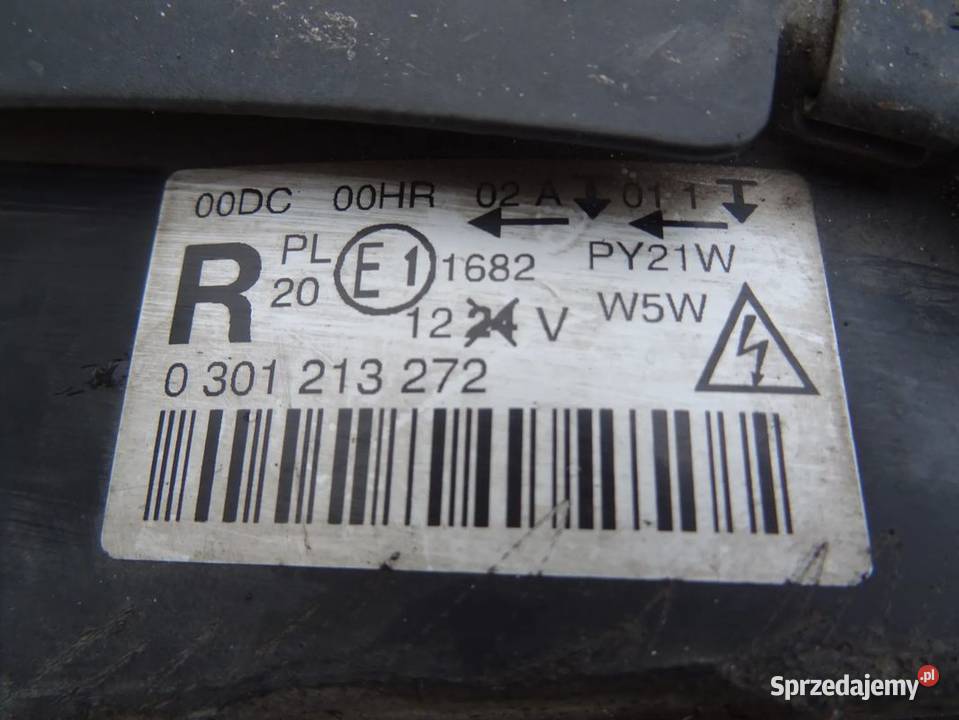 00DC 00HR 02 A 01 1
R PL E1 1682 PY21W
20 12 24 V W5W
0 301 213 272
Sprzedajemy.pl